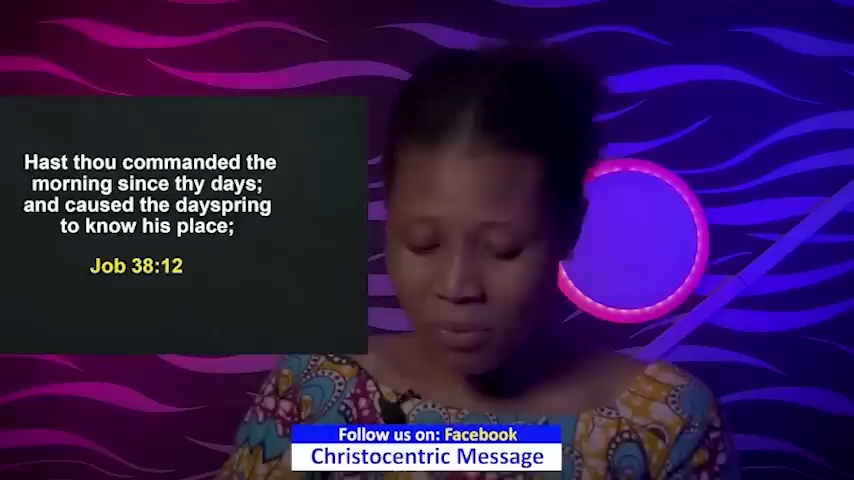 Hast thou commanded the
morning since thy days;
and caused the dayspring
to know his place;
Job 38:12
Follow us on: Facebook
Christocentric Message